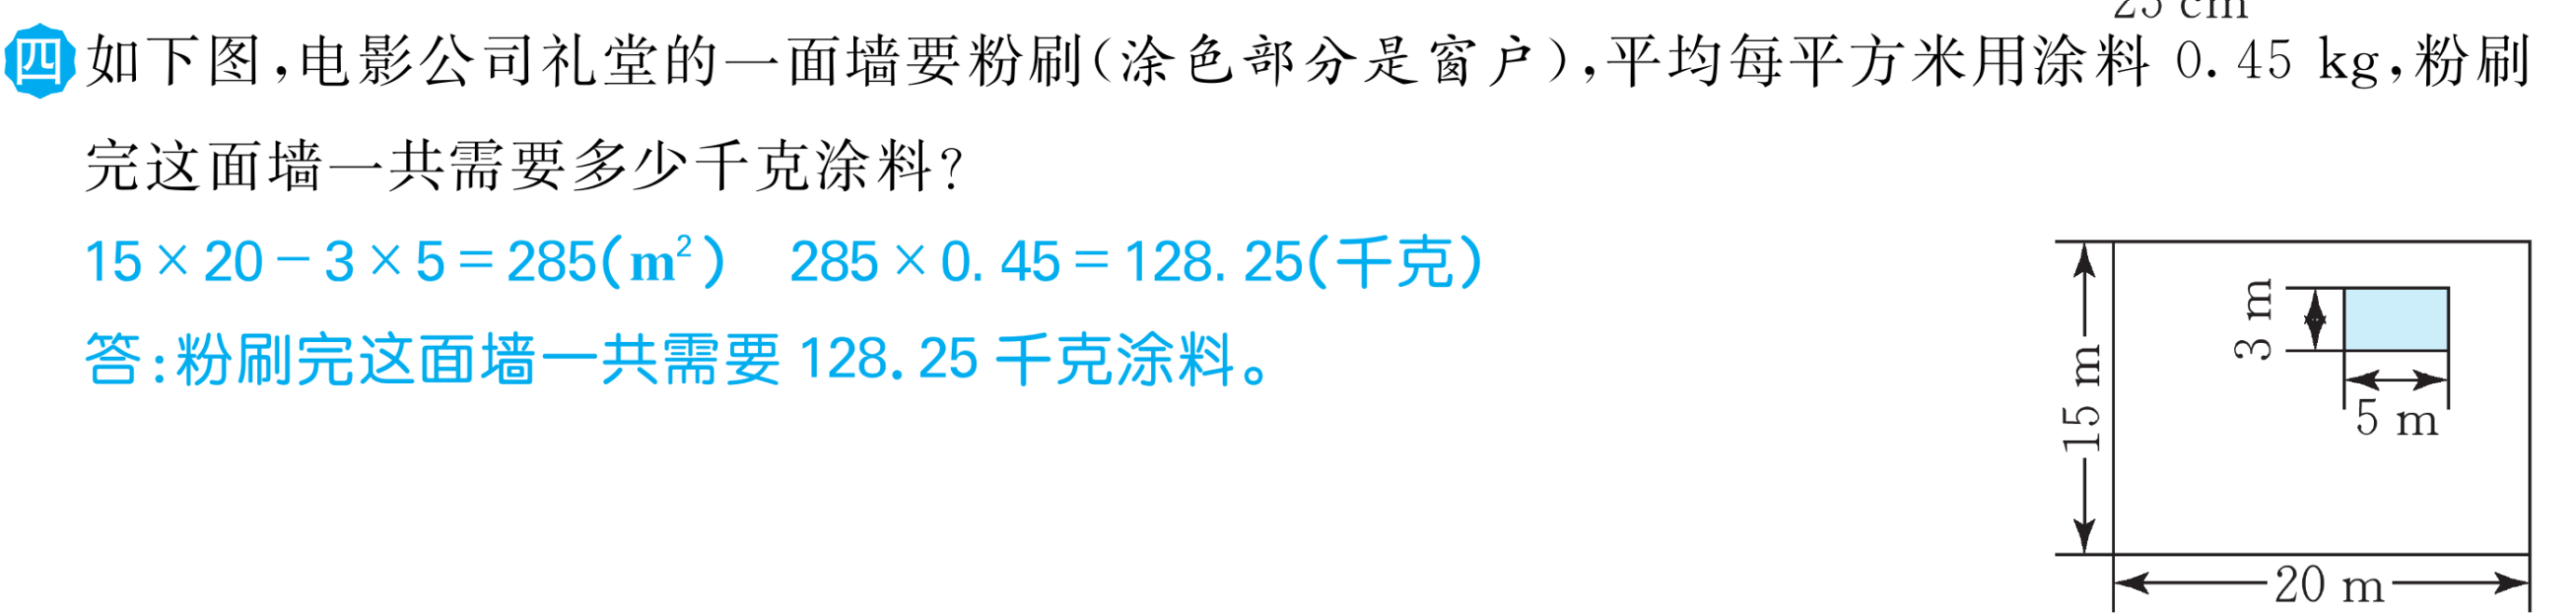 25 cm
四 如下图,电影公司礼堂的一面墙要粉刷(涂色部分是窗户),平均每平方米用涂料 0.45 kg,粉刷
完这面墙一共需要多少千克涂料?
15×20-3×5=285(m²) 285×0.45=128.25(千克)
答:粉刷完这面墙一共需要 128.25 千克涂料。
3 m
5 m
15 m
20 m